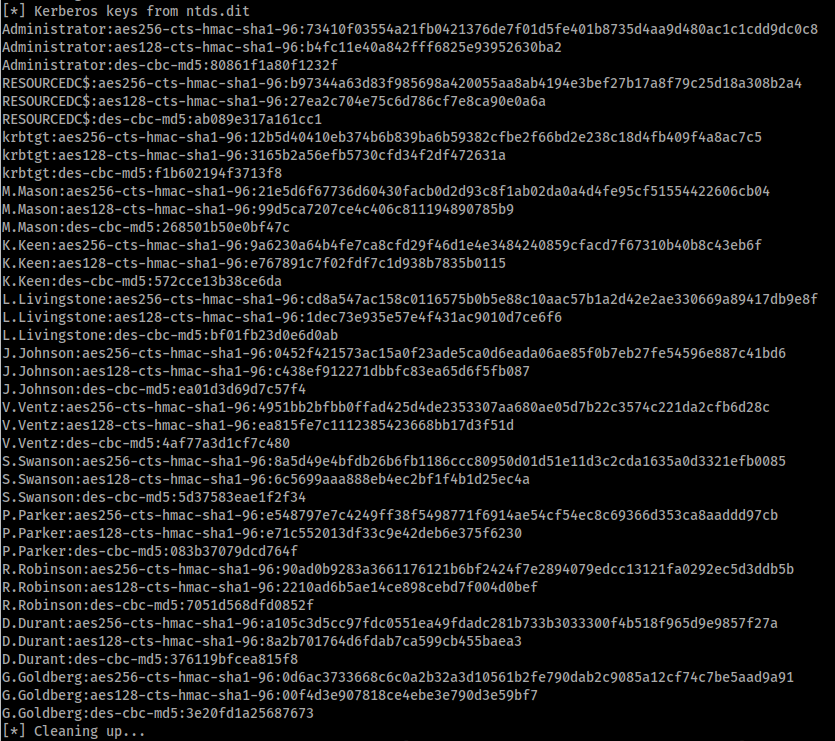 [*] Kerberos keys from ntds.dit
Administrator:aes256-cts-hmac-sha1-96:73410f03554a21fb0421376de7f01d5fe401b8735d4aa9d480ac1c1cdd9dc0c8
Administrator:aes128-cts-hmac-sha1-96:b4fc11e40a842fff6825e93952630ba2
Administrator:des-cbc-md5:80861f1a80f1232f
RESOURCEDC$:aes256-cts-hmac-sha1-96:b97344a63d83f985698a420055aa8ab4194e3bef27b17a8f79c25d18a308b2a4
RESOURCEDC$:aes128-cts-hmac-sha1-96:27ea2c704e75c6d786cf7e8ca90e0a6a
RESOURCEDC$:des-cbc-md5:ab089e317a161cc1
krbtgt:aes256-cts-hmac-sha1-96:12b5d40410eb374b6b839ba6b59382cfbe2f66bd2e238c18d4fb409f4a8ac7c5
krbtgt:aes128-cts-hmac-sha1-96:3165b2a56efb5730cfd34f2df472631a
krbtgt:des-cbc-md5:f1b602194f3713f8
M.Mason:aes256-cts-hmac-sha1-96:21e5d6f67736d60430facb0d2d93c8f1ab02da0a4d4fe95cf51554422606cb04
M.Mason:aes128-cts-hmac-sha1-96:99d5ca7207ce4c406c811194890785b9
M.Mason:des-cbc-md5:268501b50e0bf47c
K.Keen:aes256-cts-hmac-sha1-96:9a6230a64b4fe7ca8cfd29f46d1e4e3484240859cfacd7f67310b40b8c43eb6f
K.Keen:aes128-cts-hmac-sha1-96:e767891c7f02fdf7c1d938b7835b0115
K.Keen:des-cbc-md5:572cce13b38ce6da
L.Livingstone:aes256-cts-hmac-sha1-96:cd8a547ac158c0116575b0b5e88c10aac57b1a2d42e2ae330669a89417db9e8f
L.Livingstone:aes128-cts-hmac-sha1-96:1dec73e935e57e4f431ac9010d7ce6f6
L.Livingstone:des-cbc-md5:bf01fb23d0e6d0ab
J.Johnson:aes256-cts-hmac-sha1-96:0452f421573ac15a0f23ade5ca0d6eada06ae85f0b7eb27fe54596e887c41bd6
J.Johnson:aes128-cts-hmac-sha1-96:c438ef912271dbbfc83ea65d6f5fb087
J.Johnson:des-cbc-md5:ea01d3d69d7c57f4
V.Ventz:aes256-cts-hmac-sha1-96:4951bb2bfbb0ffad425d4de2353307aa680ae05d7b22c3574c221da2cfb6d28c
V.Ventz:aes128-cts-hmac-sha1-96:ea815fe7c1112385423668bb17d3f51d
V.Ventz:des-cbc-md5:4af77a3d1cf7c480
S.Swanson:aes256-cts-hmac-sha1-96:8a5d49e4bfdb26b6fb1186ccc80950d01d51e11d3c2cda1635a0d3321efb0085
S.Swanson:aes128-cts-hmac-sha1-96:6c5699aaa888eb4ec2bf1f4b1d25ec4a
S.Swanson:des-cbc-md5:5d37583eae1f2f34
P.Parker:aes256-cts-hmac-sha1-96:e548797e7c4249ff38f5498771f6914ae54cf54ec8c69366d353ca8aaddd97cb
P.Parker:aes128-cts-hmac-sha1-96:e71c552013df33c9e42deb6e375f6230
P.Parker:des-cbc-md5:083b37079dcd764f
R.Robinson:aes256-cts-hmac-sha1-96:90ad0b9283a3661176121b6bf2424f7e2894079edcc13121fa0292ec5d3ddb5b
R.Robinson:aes128-cts-hmac-sha1-96:2210ad6b5ae14ce898cebd7f004d0bef
R.Robinson:des-cbc-md5:7051d568dfd0852f
D.Durant:aes256-cts-hmac-sha1-96:a105c3d5cc97fdc0551ea49fdadc281b733b3033300f4b518f965d9e9857f27a
D.Durant:aes128-cts-hmac-sha1-96:8a2b701764d6fdab7ca599cb455baea3
D.Durant:des-cbc-md5:376119bfcea815f8
G.Goldberg:aes256-cts-hmac-sha1-96:0d6ac3733668c6c0a2b32a3d10561b2fe790dab2c9085a12cf74c7be5aad9a91
G.Goldberg:aes128-cts-hmac-sha1-96:00f4d3e907818ce4ebe3e790d3e59bf7
G.Goldberg:des-cbc-md5:3e20fd1a25687673
[*] Cleaning up...